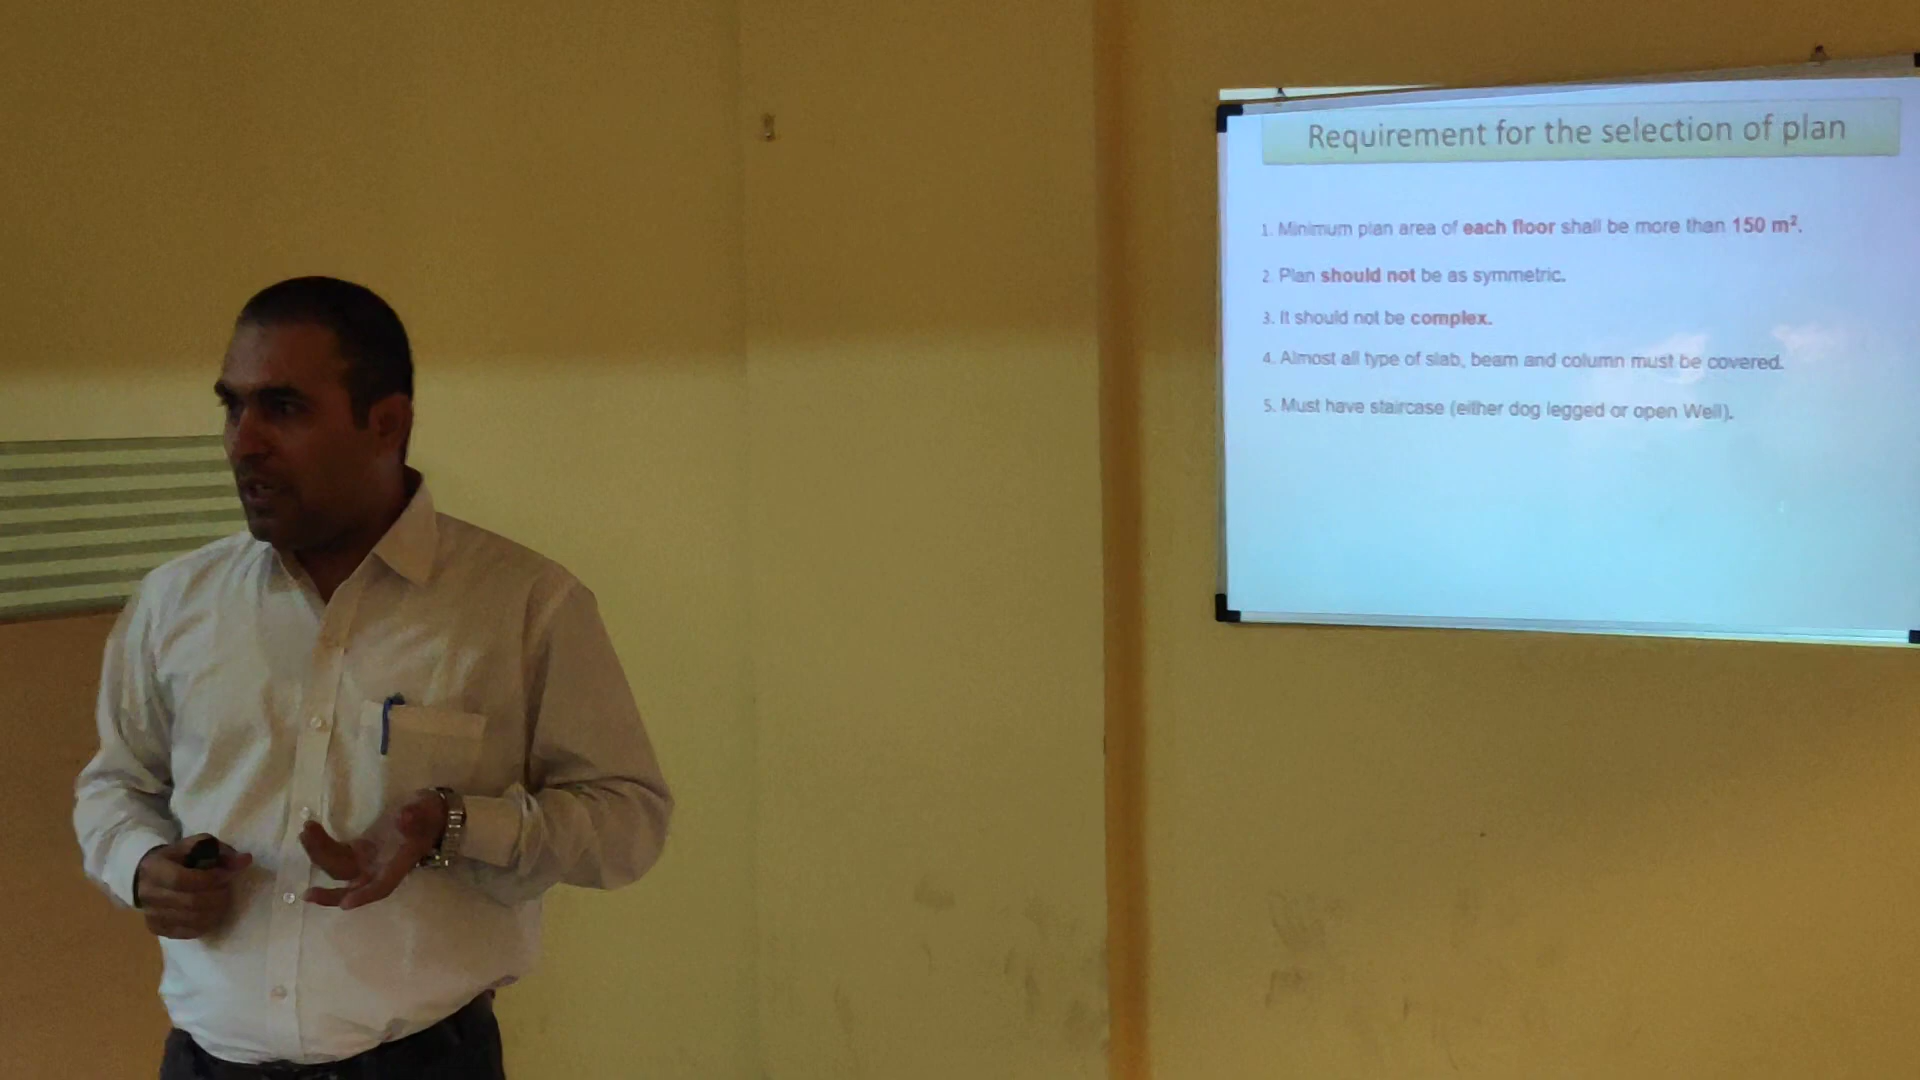 Requirement for the selection of plan
1. Minimum plan area of each floor shall be more than 150 m².
2. Plan should not be as symmetric.
3. It should not be complex.
4. Almost all type of slab, beam and column must be covered.
5. Must have staircase (either dog legged or open Well).